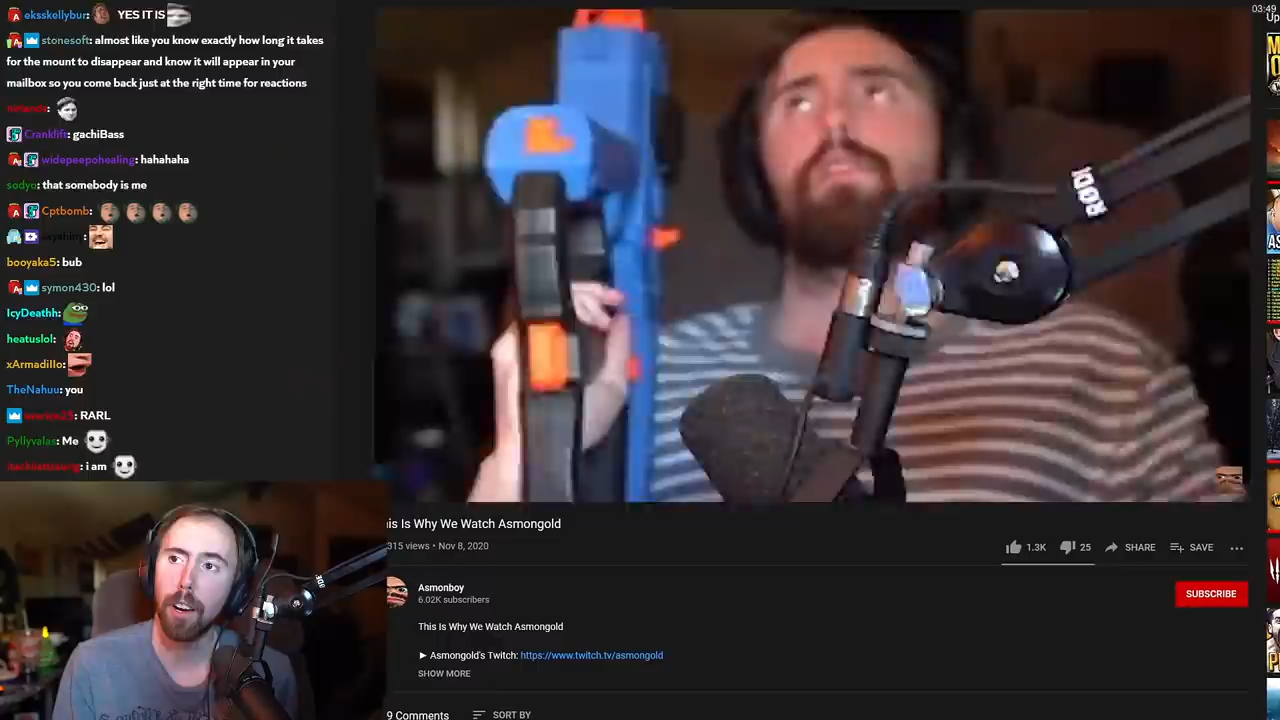 eksskellybur: YES IT IS
stonesoft: almost like you know exactly how long it takes
for the mount to disappear and know it will appear in your
mailbox so you come back just at the right time for reactions
Cranklift: gachiBass
widepeepohealing: hahahaha
sodyo: that somebody is me
Cptbomb:
booyaka5: bub
symon430: lol
IcyDeathh:
heatuslol:
xArmadillo:
TheNahuu: you
: RARL
Pyllyvalas: Me
: i am
03:49
RODE
is Is Why We Watch Asmongold
315 views • Nov 8, 2020
1.3K
25
SHARE
SAVE
Asmonboy
6.02K subscribers
SUBSCRIBE
This Is Why We Watch Asmongold
► Asmongold's Twitch: https://www.twitch.tv/asmongold
SHOW MORE
9 Comments
SORT BY